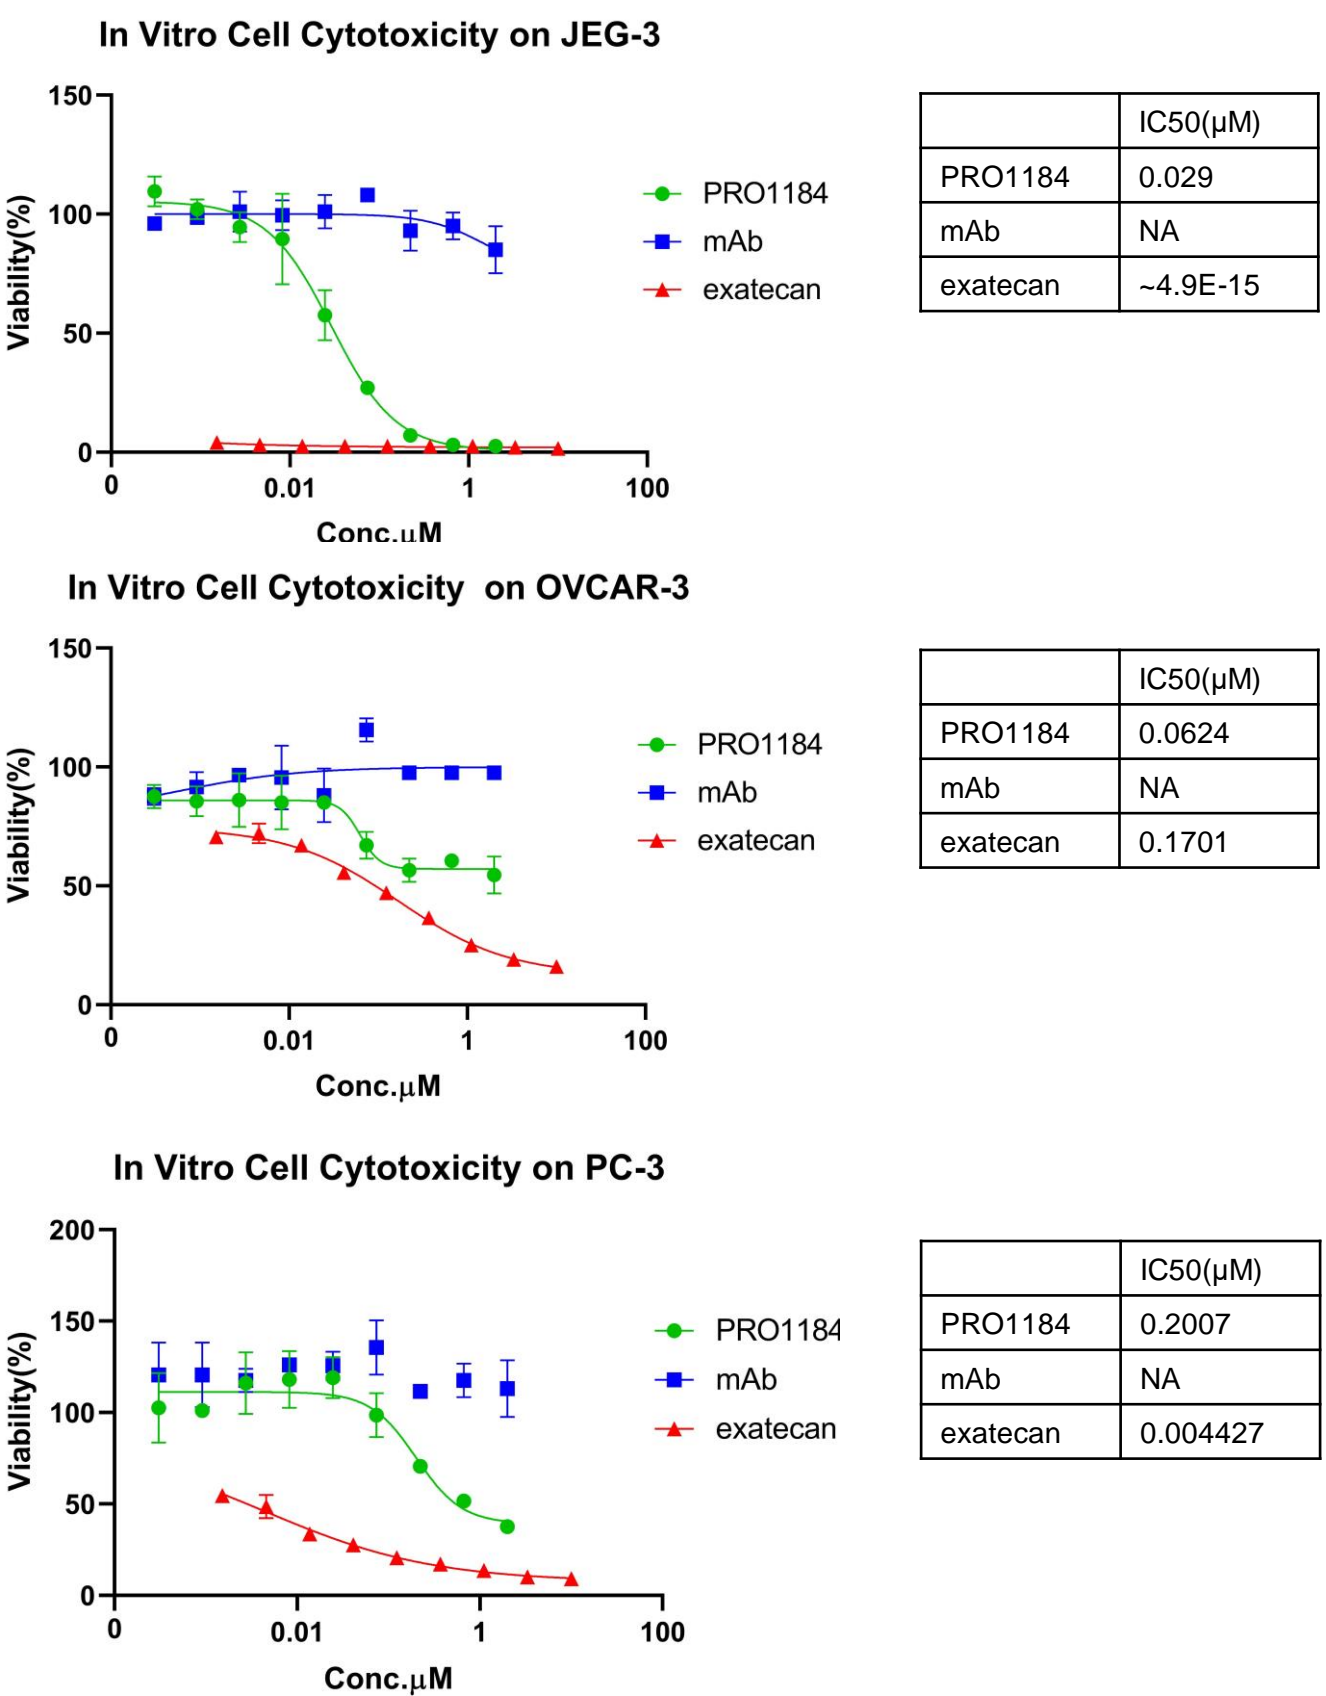 In Vitro Cell Cytotoxicity on JEG-3
150
100
50
0
Viability(%)
0
0.01
1
100
Conc.μM
PRO1184
mAb
exatecan
IC50(μM)
PRO1184 0.029
mAb NA
exatecan ~4.9E-15
In Vitro Cell Cytotoxicity on OVCAR-3
150
100
50
0
Viability(%)
0
0.01
1
100
Conc.μM
PRO1184
mAb
exatecan
IC50(μM)
PRO1184 0.0624
mAb NA
exatecan 0.1701
In Vitro Cell Cytotoxicity on PC-3
200
150
100
50
0
Viability(%)
0
0.01
1
100
Conc.μM
PRO1184
mAb
exatecan
IC50(μM)
PRO1184 0.2007
mAb NA
exatecan 0.004427